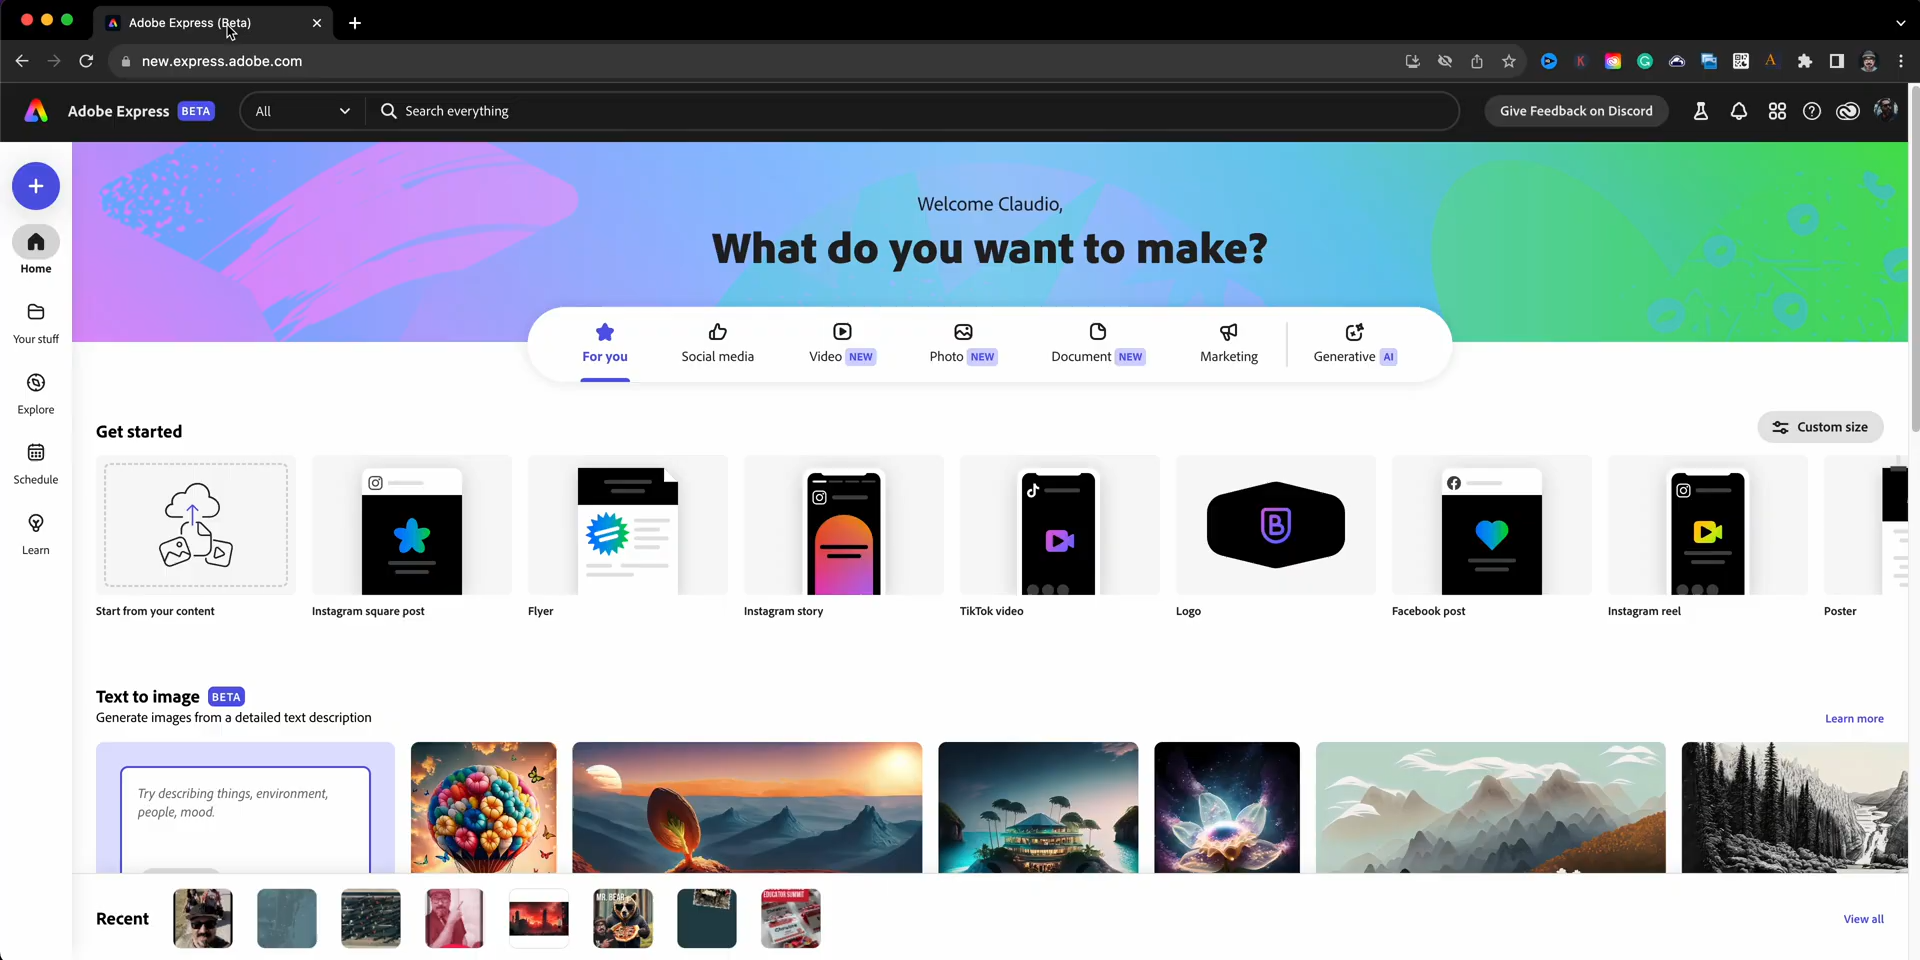 Adobe Express (Beta)
new.express.adobe.com
Adobe Express BETA
All
Search everything
Give Feedback on Discord
Welcome Claudio,
What do you want to make?
For you
Social media
Video NEW
Photo NEW
Document NEW
Marketing
Generative AI
Home
Your stuff
Explore
Schedule
Learn
Get started
Custom size
Start from your content
Instagram square post
Flyer
Instagram story
TikTok video
Logo
Facebook post
Instagram reel
Poster
Text to image BETA
Generate images from a detailed text description
Learn more
Try describing things, environment,
people, mood.
Recent
MR. BEAR
EDUCATOR SUMMIT
View all